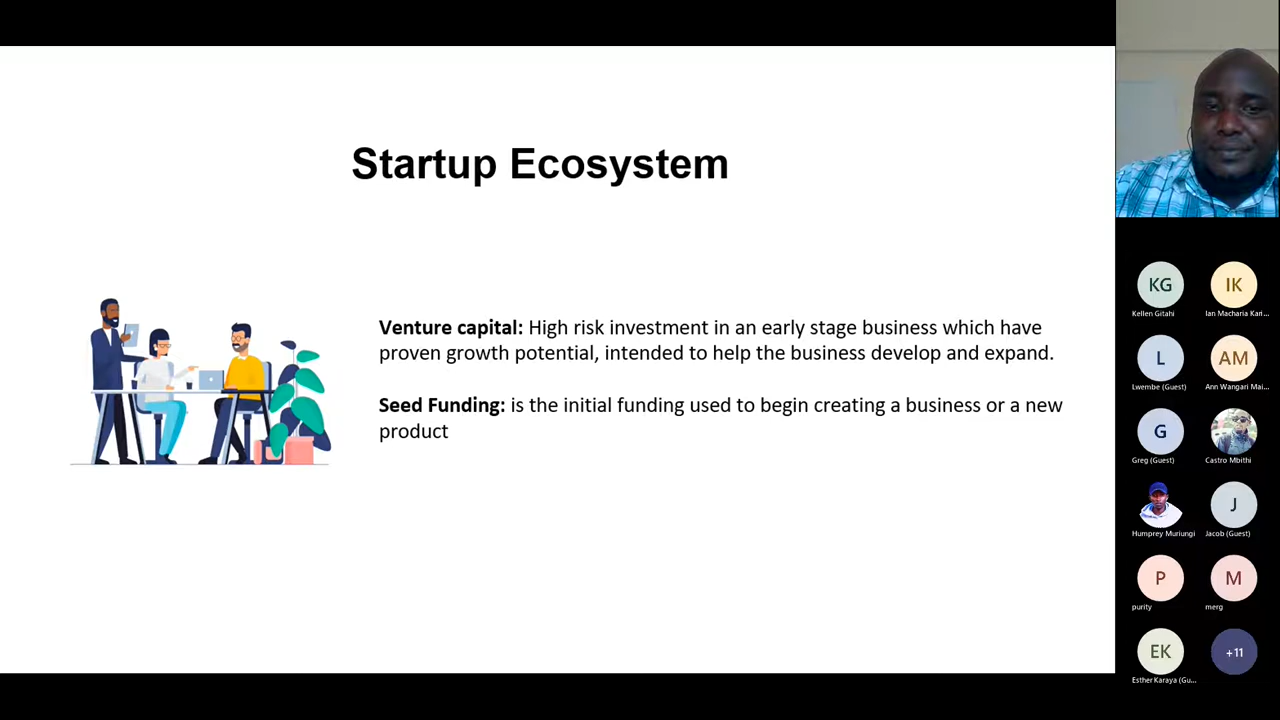 Startup Ecosystem
Venture capital: High risk investment in an early stage business which have
proven growth potential, intended to help the business develop and expand.
Seed Funding: is the initial funding used to begin creating a business or a new
product
KG
IK
Kellen Gitahi
Ian Macharia Kari...
L
AM
Lwembe (Guest)
Ann Wangari Mai...
G
Greg (Guest)
Castro Mbithi
J
Humprey Muriungi
Jacob (Guest)
P
M
purity
merg
EK
+11
Esther Karaya (Gu...